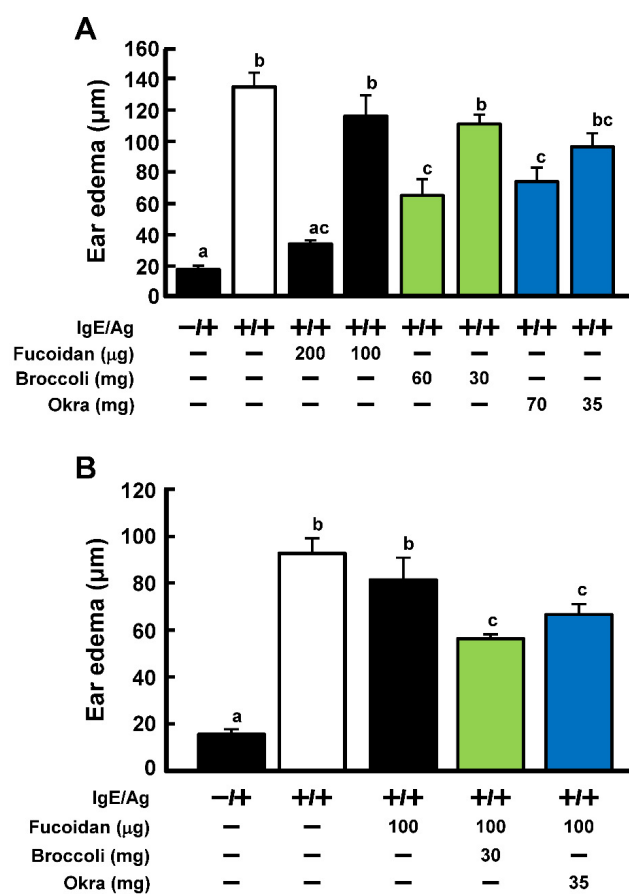 A
160
140
120
100
80
60
40
20
0
Ear edema (μm)
a
b
ac
b
c
b
c
bc
IgE/Ag −/+ +/+ +/+ +/+ +/+ +/+ +/+ +/+
Fucoidan (μg) − − 200 100 − − − −
Broccoli (mg) − − − − 60 30 − −
Okra (mg) − − − − − − 70 35
B
120
100
80
60
40
20
0
Ear edema (μm)
a
b
b
c
c
IgE/Ag −/+ +/+ +/+ +/+ +/+
Fucoidan (μg) − − 100 100 100
Broccoli (mg) − − − 30 −
Okra (mg) − − − − 35